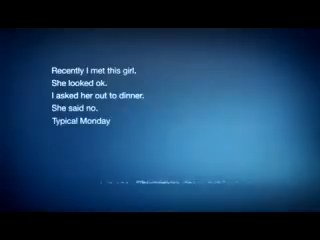 Recently I met this girl.
She looked ok.
I asked her out to dinner.
She said no.
Typical Monday